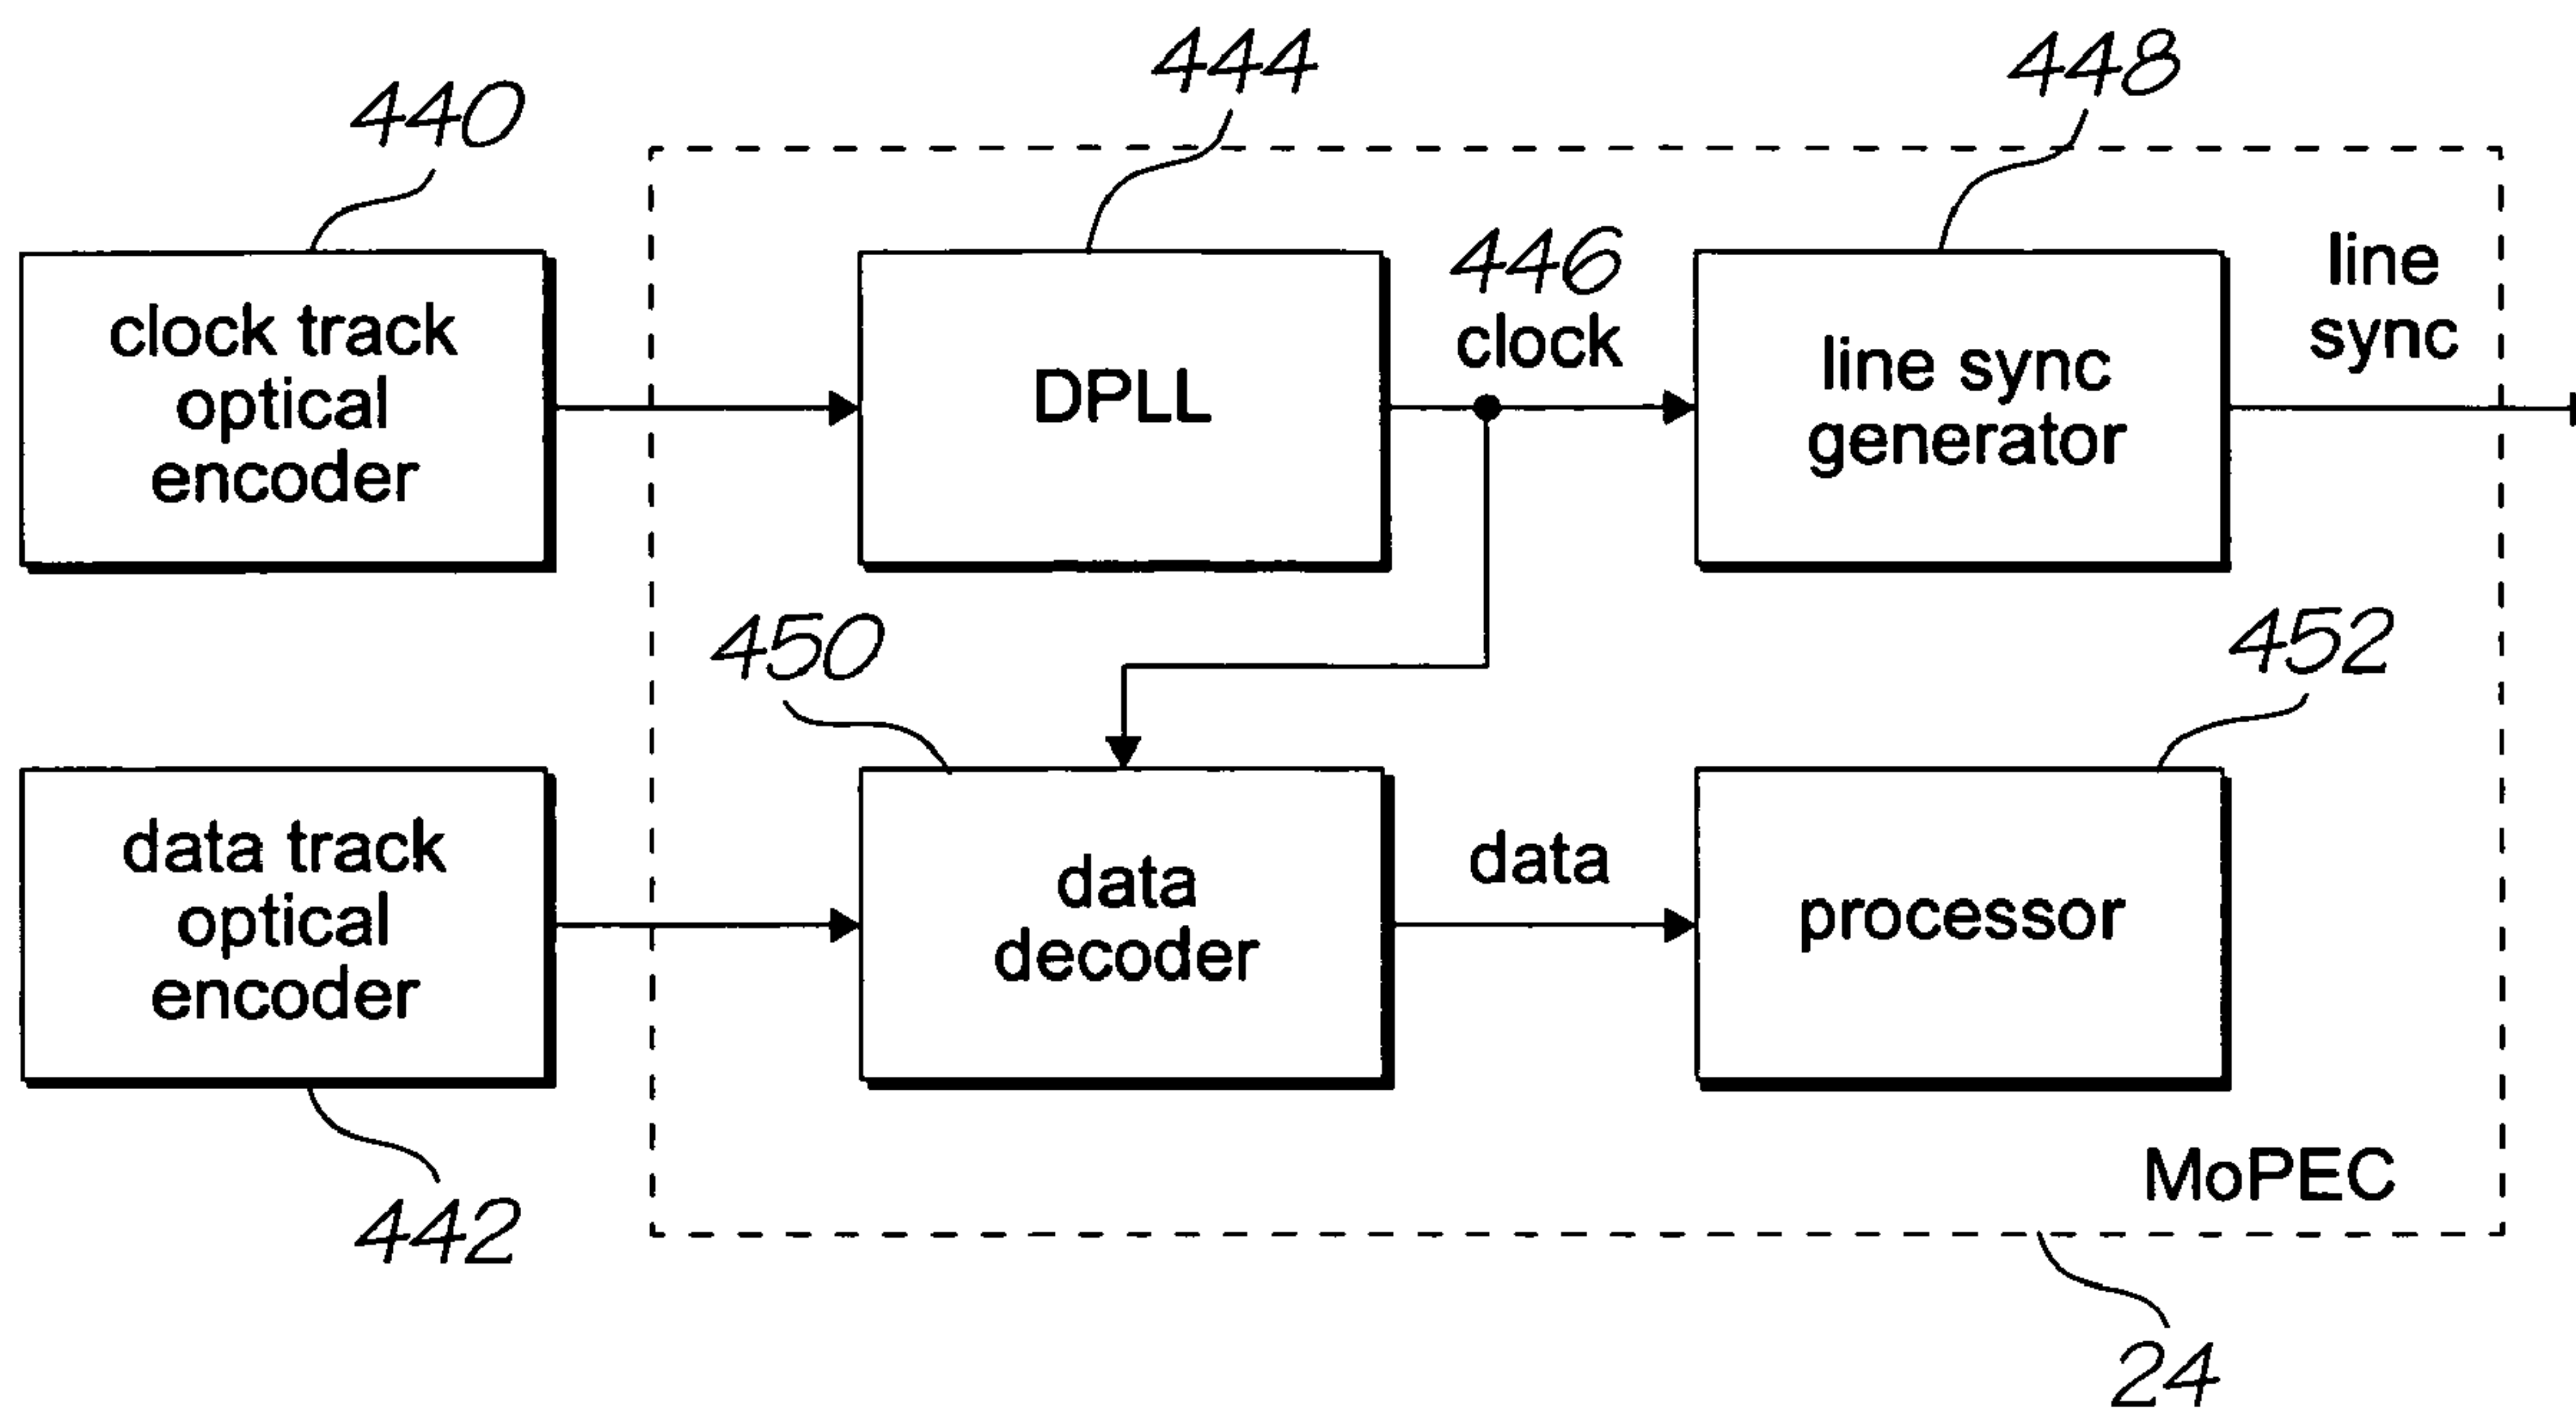 444
448
440
446
clock
line
sync
clock track
optical
encoder
DPLL
line sync
generator
450
452
data track
optical
encoder
data
decoder
data
processor
MoPEC
442
24